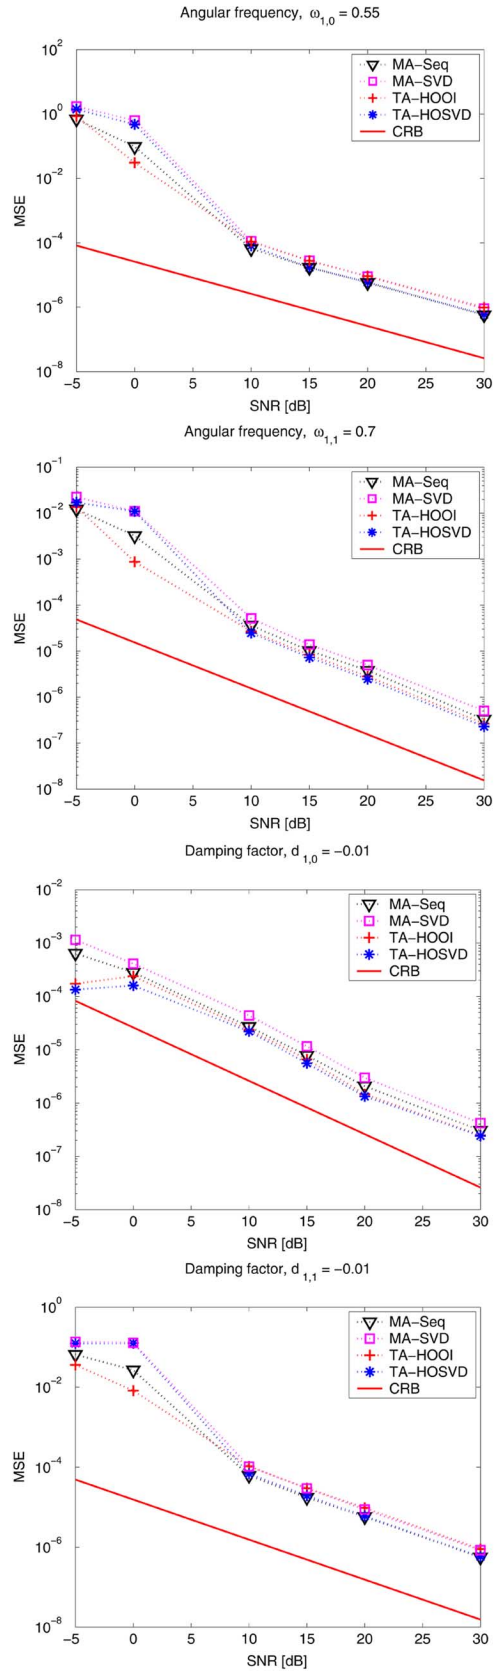 Angular frequency, ω1,0 = 0.55
10^2
10^0
10^−2
10^−4
10^−6
10^−8
MSE
MA−Seq
MA−SVD
TA−HOOI
TA−HOSVD
CRB
−5 0 5 10 15 20 25 30
SNR [dB]
Angular frequency, ω1,1 = 0.7
10^−1
10^−2
10^−3
10^−4
10^−5
10^−6
10^−7
10^−8
MSE
MA−Seq
MA−SVD
TA−HOOI
TA−HOSVD
CRB
−5 0 5 10 15 20 25 30
SNR [dB]
Damping factor, d1,0 = −0.01
10^−2
10^−3
10^−4
10^−5
10^−6
10^−7
10^−8
MSE
MA−Seq
MA−SVD
TA−HOOI
TA−HOSVD
CRB
−5 0 5 10 15 20 25 30
SNR [dB]
Damping factor, d1,1 = −0.01
10^0
10^−2
10^−4
10^−6
10^−8
MSE
MA−Seq
MA−SVD
TA−HOOI
TA−HOSVD
CRB
−5 0 5 10 15 20 25 30
SNR [dB]